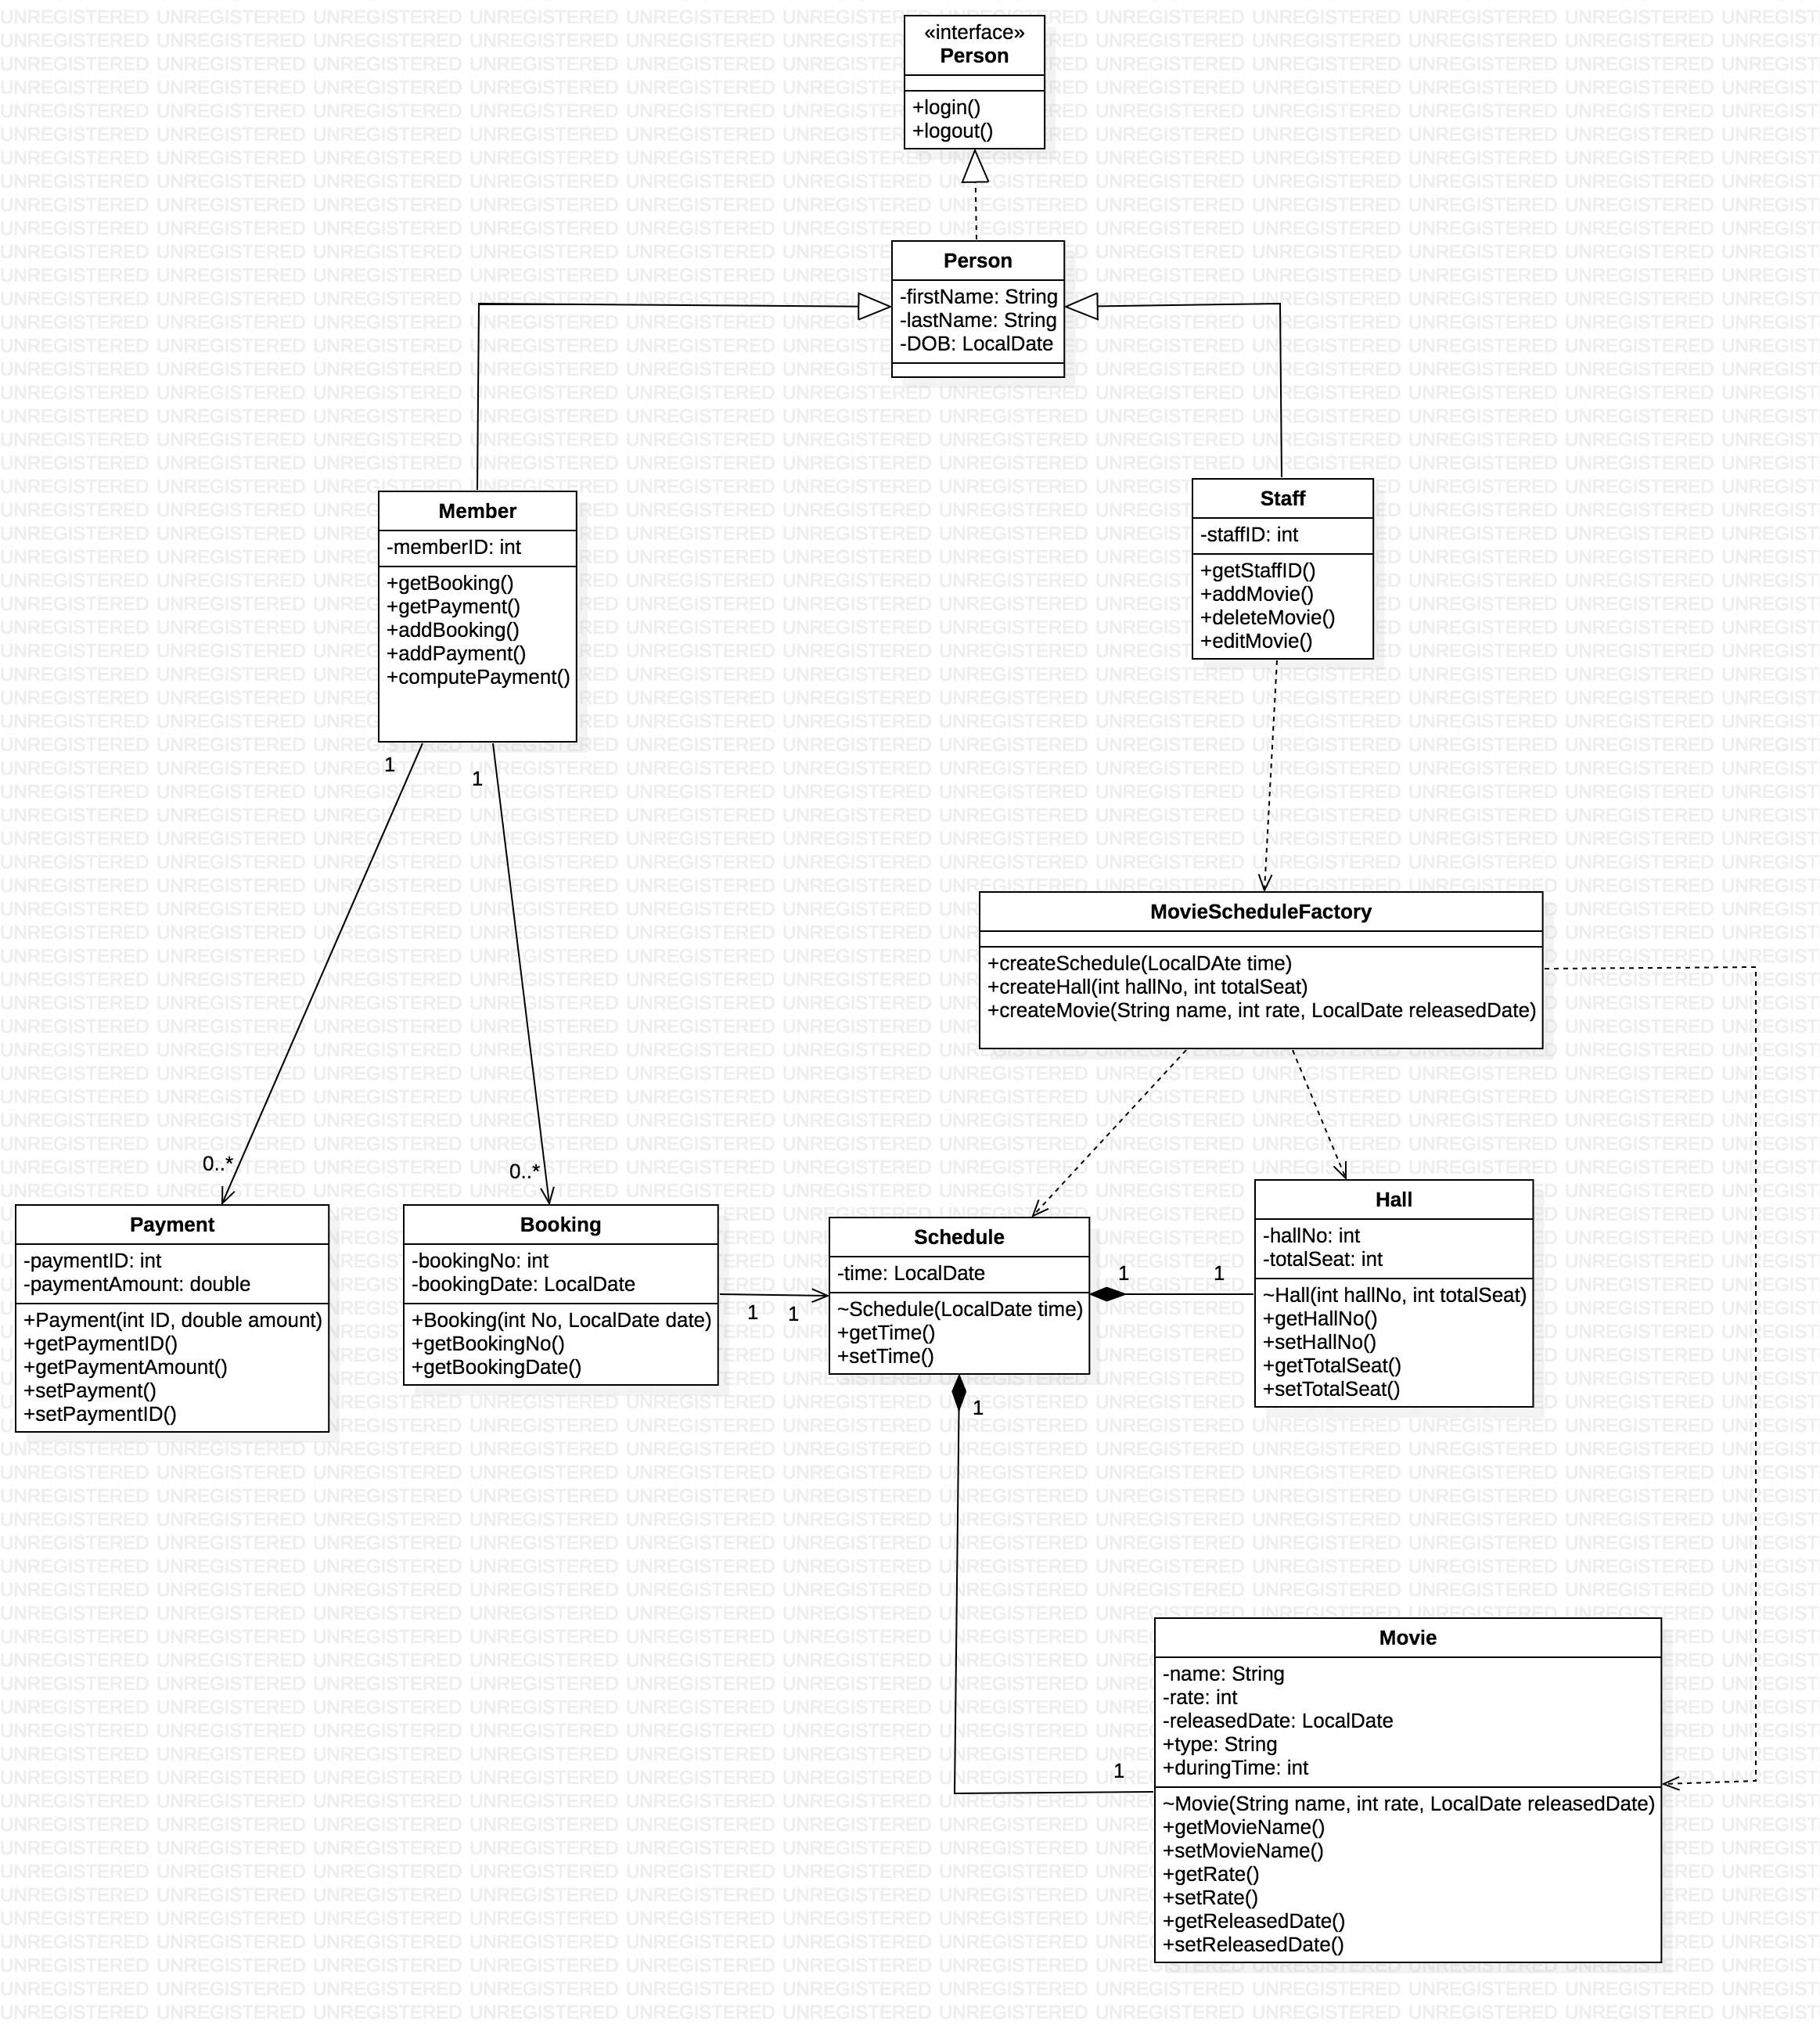 «interface»
Person
+login()
+logout()
Person
-firstName: String
-lastName: String
-DOB: LocalDate
Member
-memberID: int
+getBooking()
+getPayment()
+addBooking()
+addPayment()
+computePayment()
Staff
-staffID: int
+getStaffID()
+addMovie()
+deleteMovie()
+editMovie()
1
1
MovieScheduleFactory
+createSchedule(LocalDAte time)
+createHall(int hallNo, int totalSeat)
+createMovie(String name, int rate, LocalDate releasedDate)
0..*
0..*
Payment
-paymentID: int
-paymentAmount: double
+Payment(int ID, double amount)
+getPaymentID()
+getPaymentAmount()
+setPayment()
+setPaymentID()
Booking
-bookingNo: int
-bookingDate: LocalDate
+Booking(int No, LocalDate date)
+getBookingNo()
+getBookingDate()
1 1
Schedule
-time: LocalDate
~Schedule(LocalDate time)
+getTime()
+setTime()
1 1
Hall
-hallNo: int
-totalSeat: int
~Hall(int hallNo, int totalSeat)
+getHallNo()
+setHallNo()
+getTotalSeat()
+setTotalSeat()
1
1
Movie
-name: String
-rate: int
-releasedDate: LocalDate
+type: String
+duringTime: int
~Movie(String name, int rate, LocalDate releasedDate)
+getMovieName()
+setMovieName()
+getRate()
+setRate()
+getReleasedDate()
+setReleasedDate()
UNREGISTERED